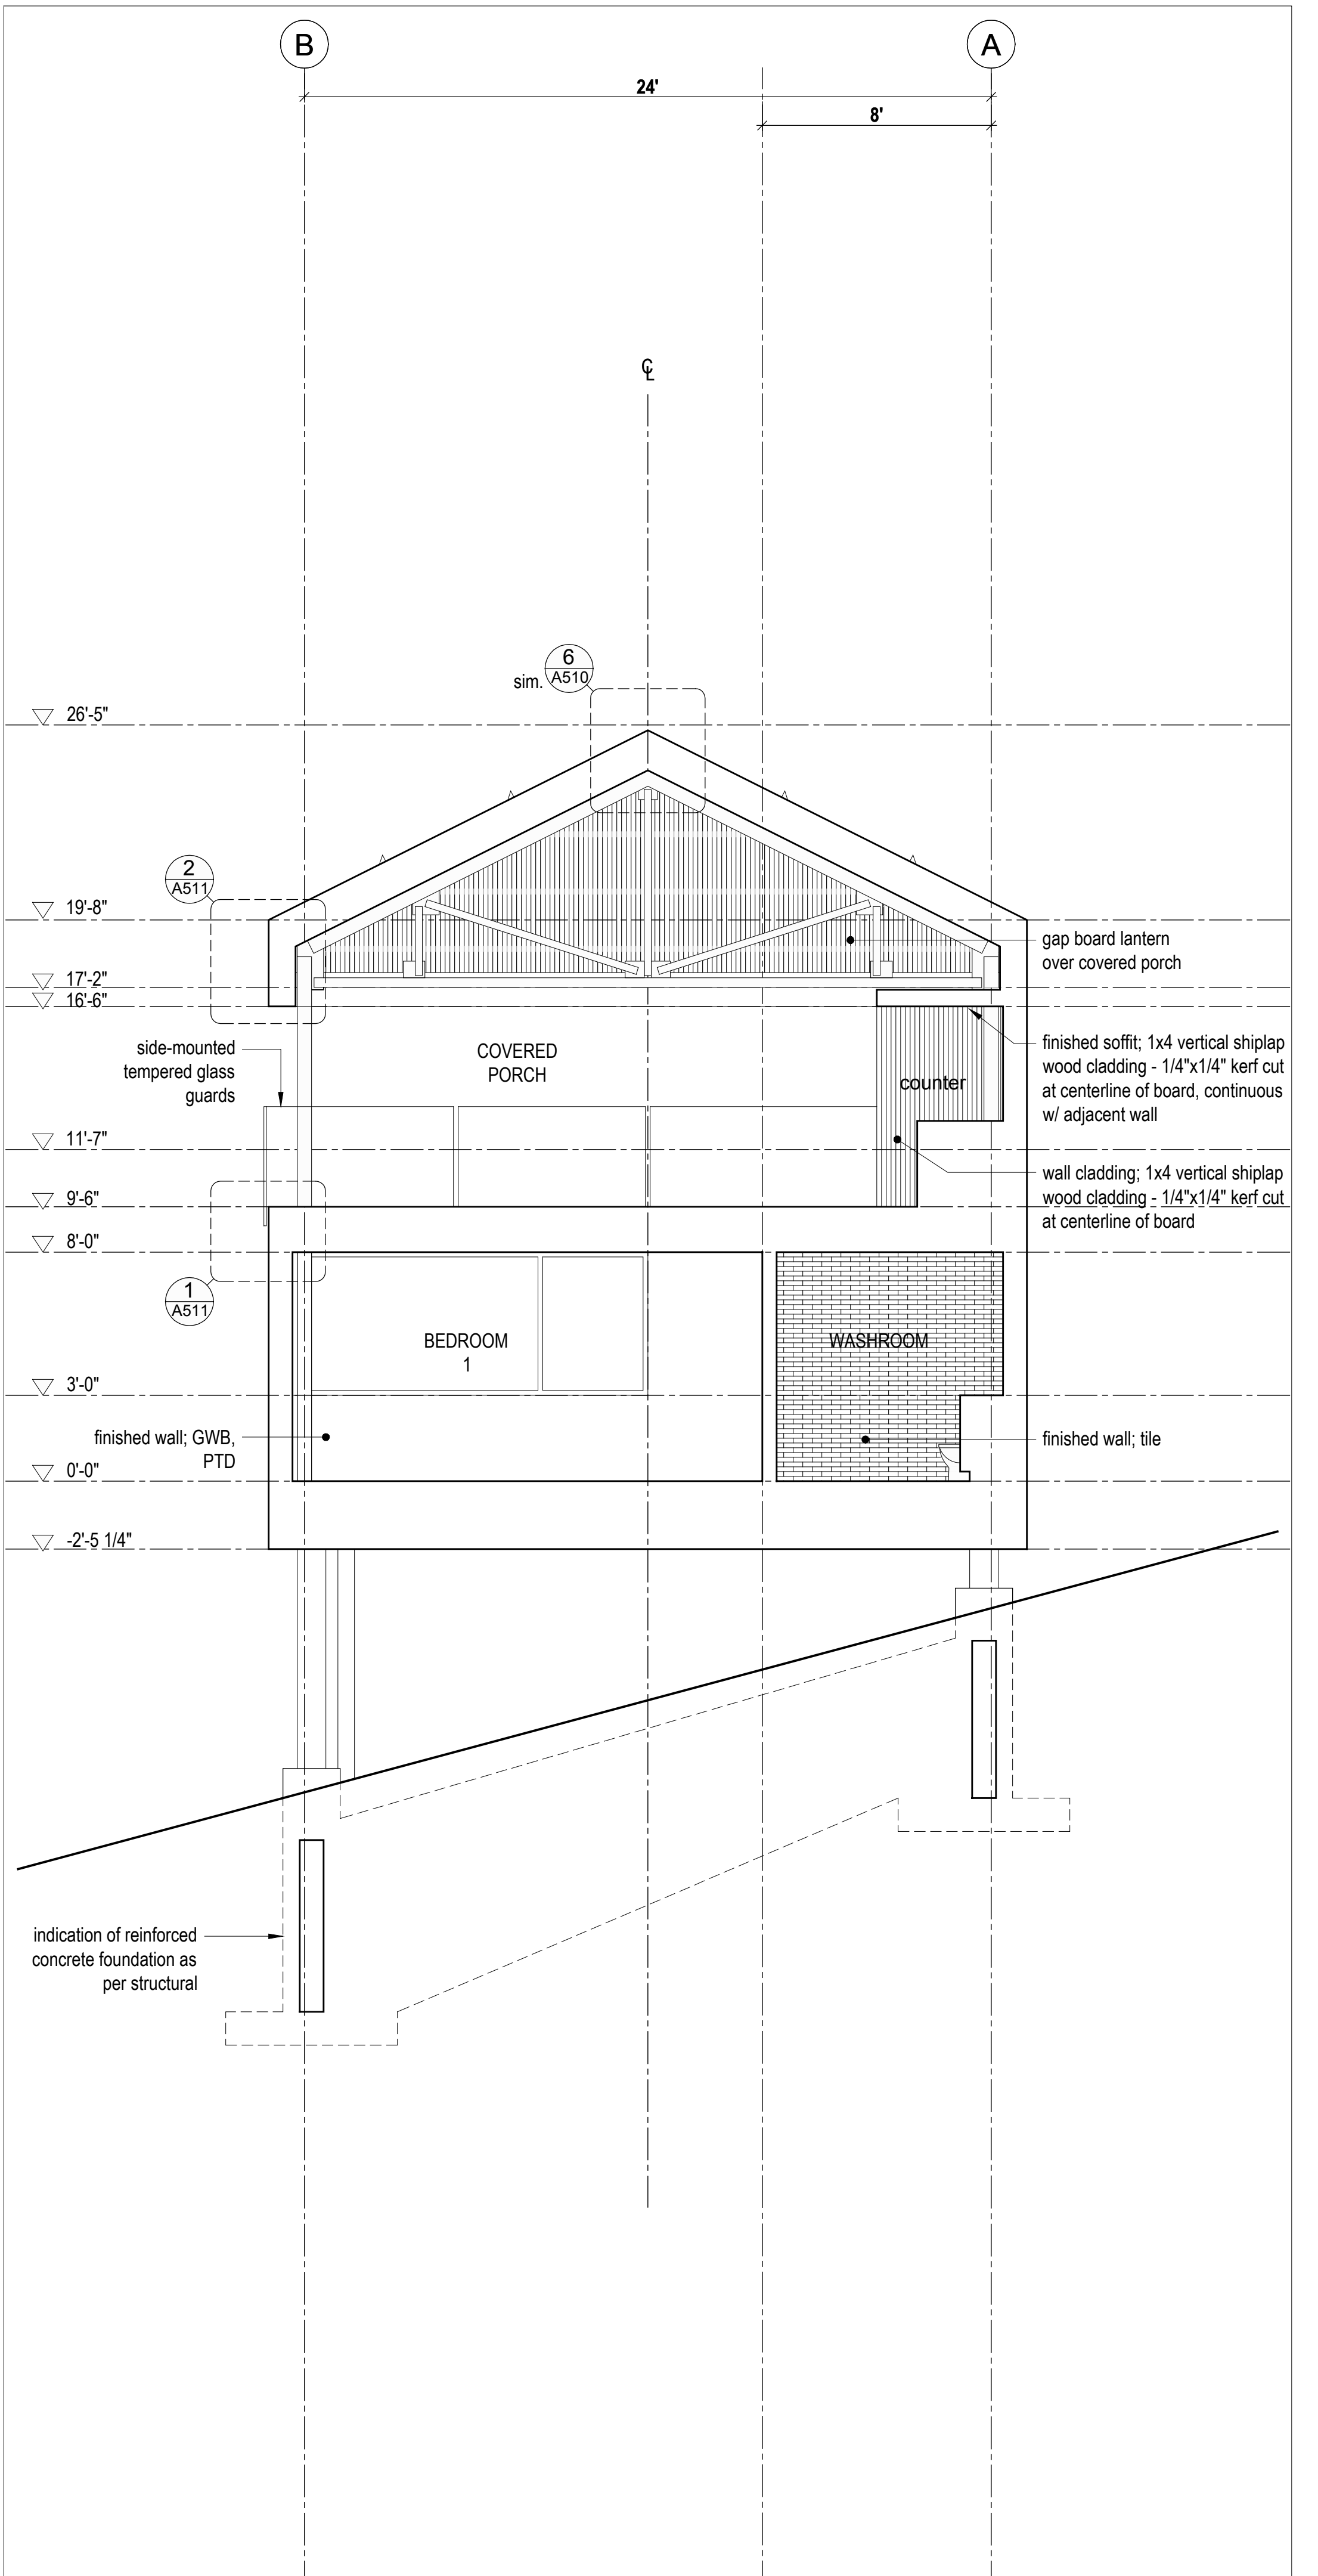 B
A
24'
8'
℄
6
sim. A510
26'-5"
2
A511
19'-8"
gap board lantern
over covered porch
17'-2"
16'-6"
side-mounted
tempered glass
guards
COVERED
PORCH
finished soffit; 1x4 vertical shiplap
wood cladding - 1/4"x1/4" kerf cut
at centerline of board, continuous
w/ adjacent wall
counter
11'-7"
wall cladding; 1x4 vertical shiplap
wood cladding - 1/4"x1/4" kerf cut
at centerline of board
9'-6"
8'-0"
1
A511
BEDROOM
1
WASHROOM
3'-0"
finished wall; GWB,
PTD
finished wall; tile
0'-0"
-2'-5 1/4"
indication of reinforced
concrete foundation as
per structural